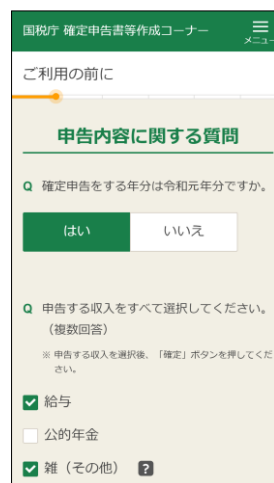 国税庁 確定申告書等作成コーナー
メニュー
ご利用の前に
申告内容に関する質問
Q 確定申告をする年分は令和元年分ですか。
はい
いいえ
Q 申告する収入をすべて選択してください。
（複数回答）
※ 申告する収入を選択後、「確定」ボタンを押してくだ
さい。
給与
公的年金
雑（その他） ?